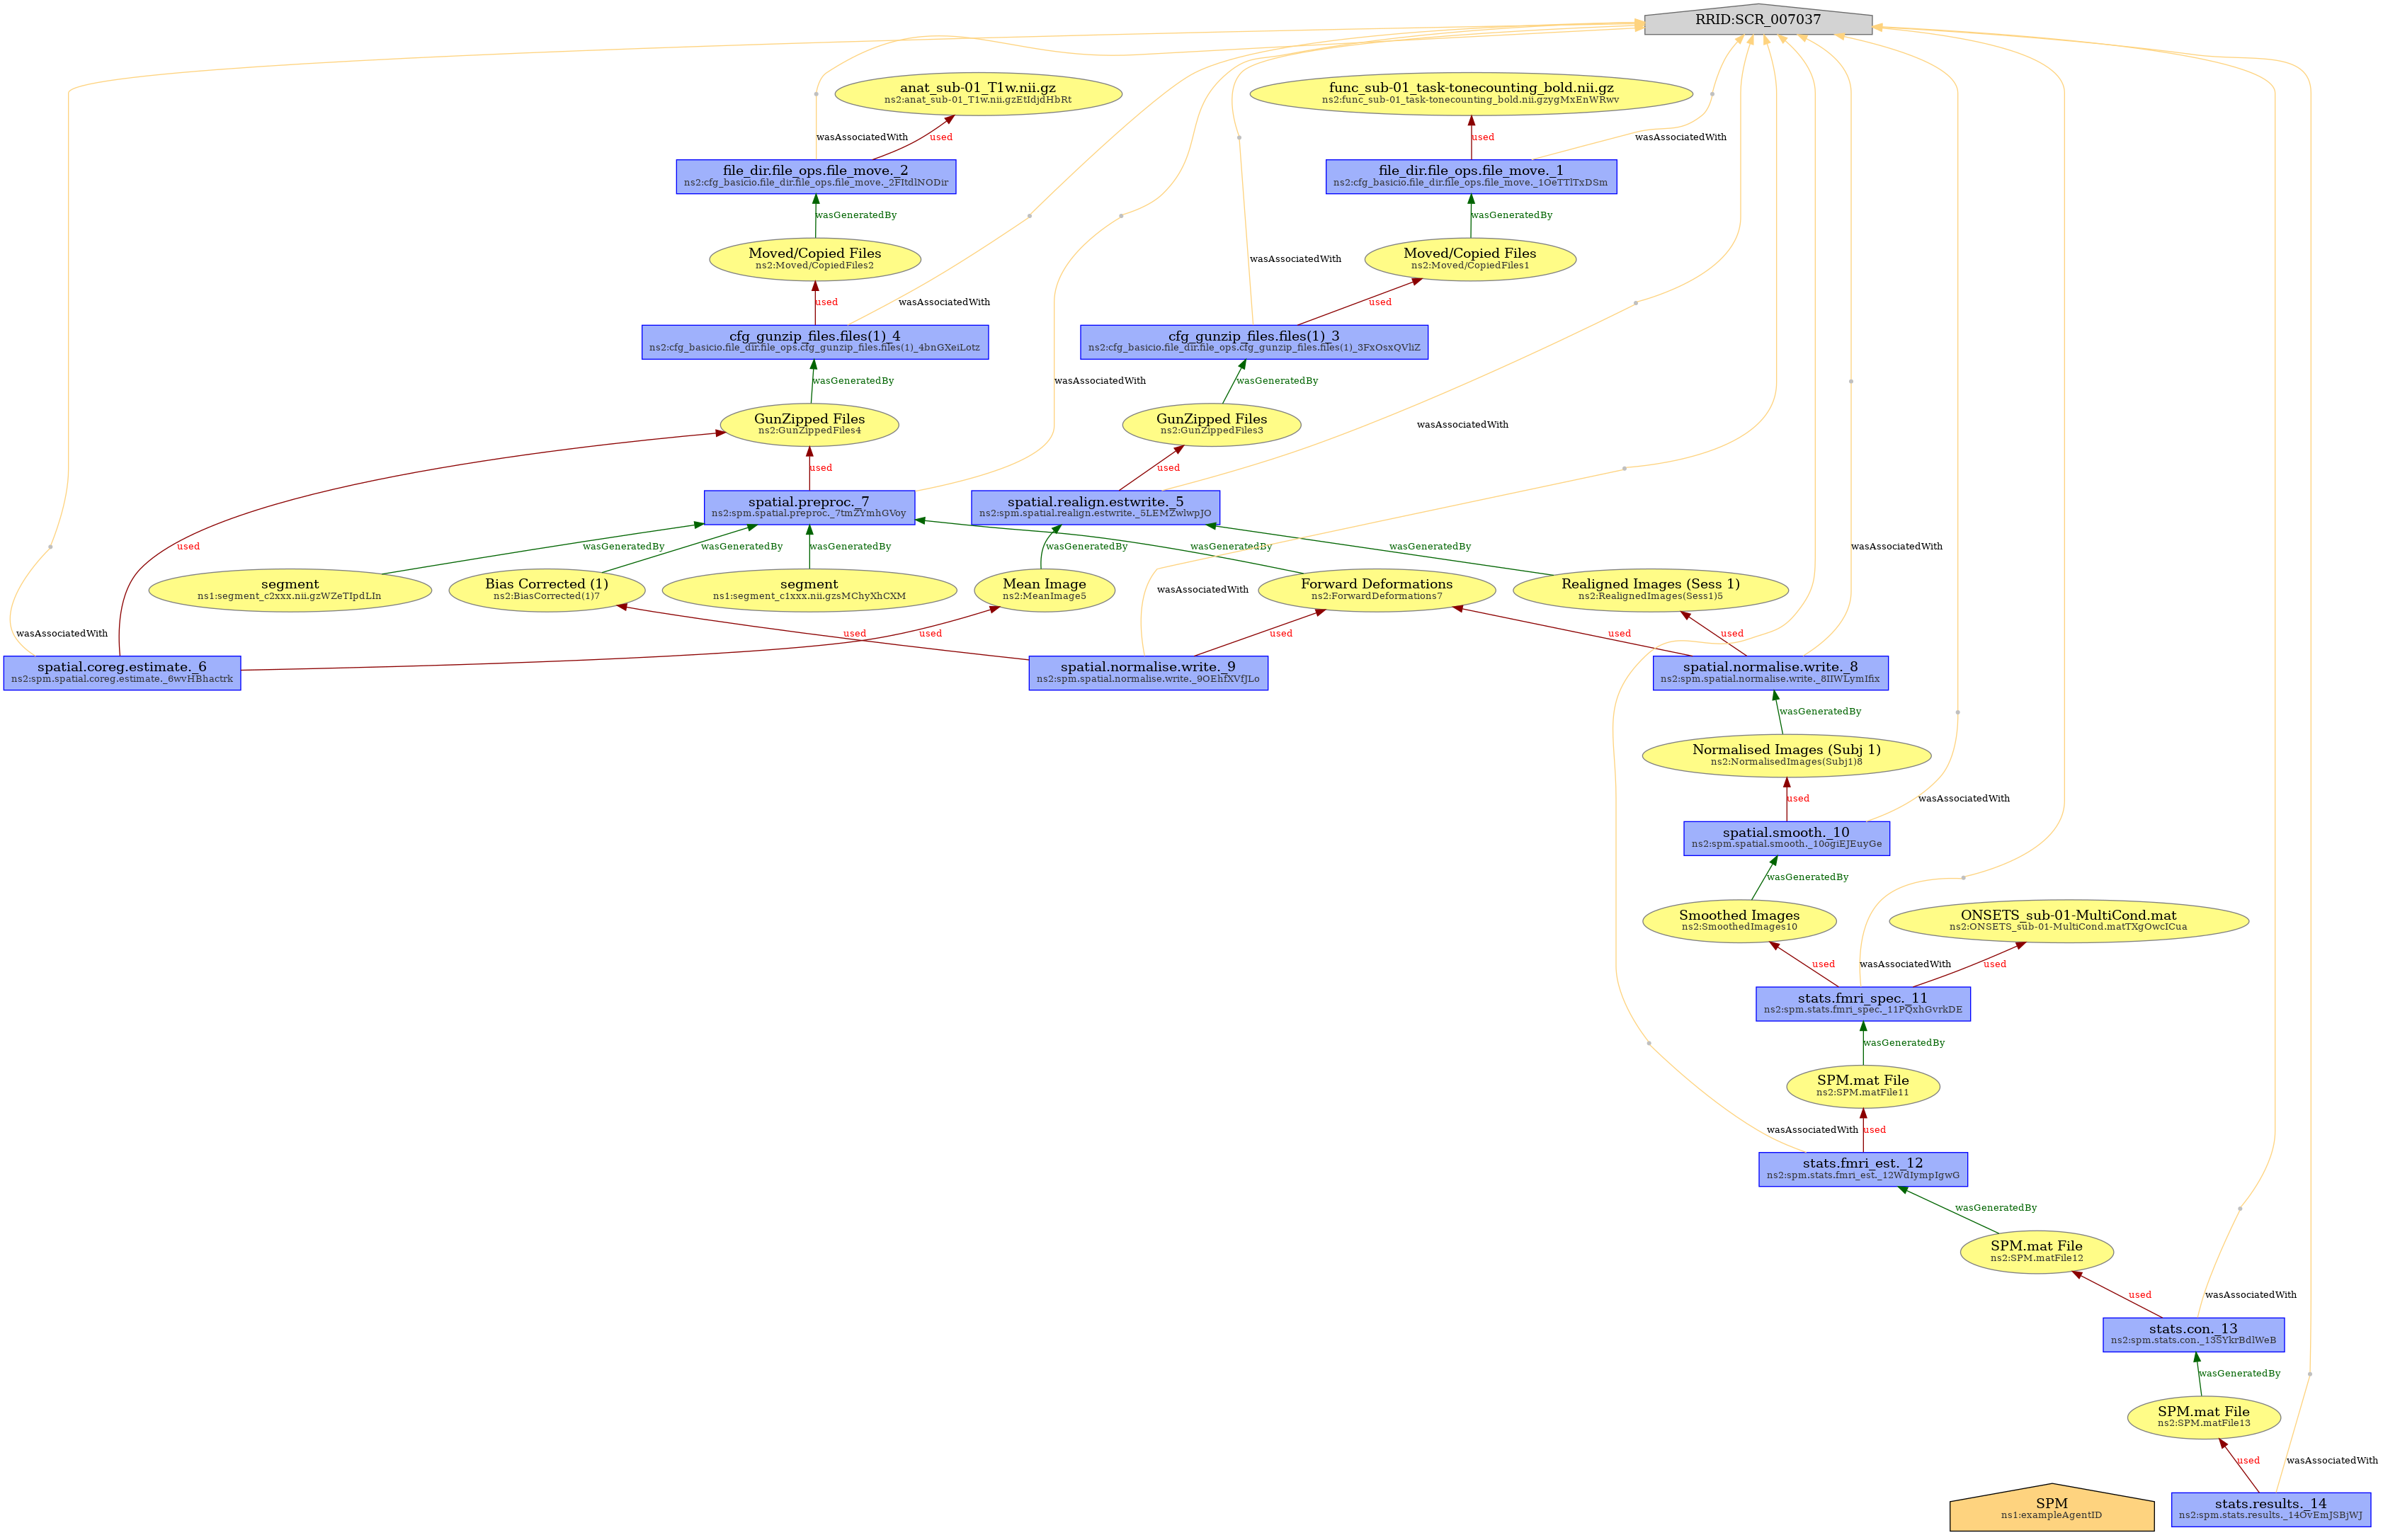 RRID:SCR_007037
anat_sub-01_T1w.nii.gz
ns2:anat_sub-01_T1w.nii.gzEtIdjdHbRt
func_sub-01_task-tonecounting_bold.nii.gz
ns2:func_sub-01_task-tonecounting_bold.nii.gzygMxEnWRwv
wasAssociatedWith
used
used
wasAssociatedWith
file_dir.file_ops.file_move._2
ns2:cfg_basicio.file_dir.file_ops.file_move._2FItdlNODir
file_dir.file_ops.file_move._1
ns2:cfg_basicio.file_dir.file_ops.file_move._1OeTTlTxDSm
wasGeneratedBy
wasGeneratedBy
Moved/Copied Files
ns2:Moved/CopiedFiles2
wasAssociatedWith
Moved/Copied Files
ns2:Moved/CopiedFiles1
used
wasAssociatedWith
used
cfg_gunzip_files.files(1)_4
ns2:cfg_basicio.file_dir.file_ops.cfg_gunzip_files.files(1)_4bnGXeiLotz
cfg_gunzip_files.files(1)_3
ns2:cfg_basicio.file_dir.file_ops.cfg_gunzip_files.files(1)_3FxOsxQVliZ
wasGeneratedBy
wasAssociatedWith
wasGeneratedBy
GunZipped Files
ns2:GunZippedFiles4
GunZipped Files
ns2:GunZippedFiles3
wasAssociatedWith
used
used
spatial.preproc._7
ns2:spm.spatial.preproc._7tmZYmhGVoy
spatial.realign.estwrite._5
ns2:spm.spatial.realign.estwrite._5LEMZwlwpJO
used
wasGeneratedBy
wasGeneratedBy
wasGeneratedBy
wasGeneratedBy
wasGeneratedBy
wasGeneratedBy
wasAssociatedWith
segment
ns1:segment_c2xxx.nii.gzWZeTIpdLIn
Bias Corrected (1)
ns2:BiasCorrected(1)7
segment
ns1:segment_c1xxx.nii.gzsMChyXhCXM
Mean Image
ns2:MeanImage5
wasAssociatedWith
Forward Deformations
ns2:ForwardDeformations7
Realigned Images (Sess 1)
ns2:RealignedImages(Sess1)5
wasAssociatedWith
used
used
used
used
used
spatial.coreg.estimate._6
ns2:spm.spatial.coreg.estimate._6wvHBhactrk
spatial.normalise.write._9
ns2:spm.spatial.normalise.write._9OEhfXVfJLo
spatial.normalise.write._8
ns2:spm.spatial.normalise.write._8IIWLymIfix
wasGeneratedBy
Normalised Images (Subj 1)
ns2:NormalisedImages(Subj1)8
used
wasAssociatedWith
spatial.smooth._10
ns2:spm.spatial.smooth._10ogiEJEuyGe
wasGeneratedBy
Smoothed Images
ns2:SmoothedImages10
ONSETS_sub-01-MultiCond.mat
ns2:ONSETS_sub-01-MultiCond.matTXgOwcICua
used
wasAssociatedWith
used
stats.fmri_spec._11
ns2:spm.stats.fmri_spec._11PQxhGvrkDE
wasGeneratedBy
SPM.mat File
ns2:SPM.matFile11
wasAssociatedWith
used
stats.fmri_est._12
ns2:spm.stats.fmri_est._12WdIympIgwG
wasGeneratedBy
SPM.mat File
ns2:SPM.matFile12
used
wasAssociatedWith
stats.con._13
ns2:spm.stats.con._13SYkrBdlWeB
wasGeneratedBy
SPM.mat File
ns2:SPM.matFile13
used
wasAssociatedWith
SPM
ns1:exampleAgentID
stats.results._14
ns2:spm.stats.results._14OvEmJSBjWJ